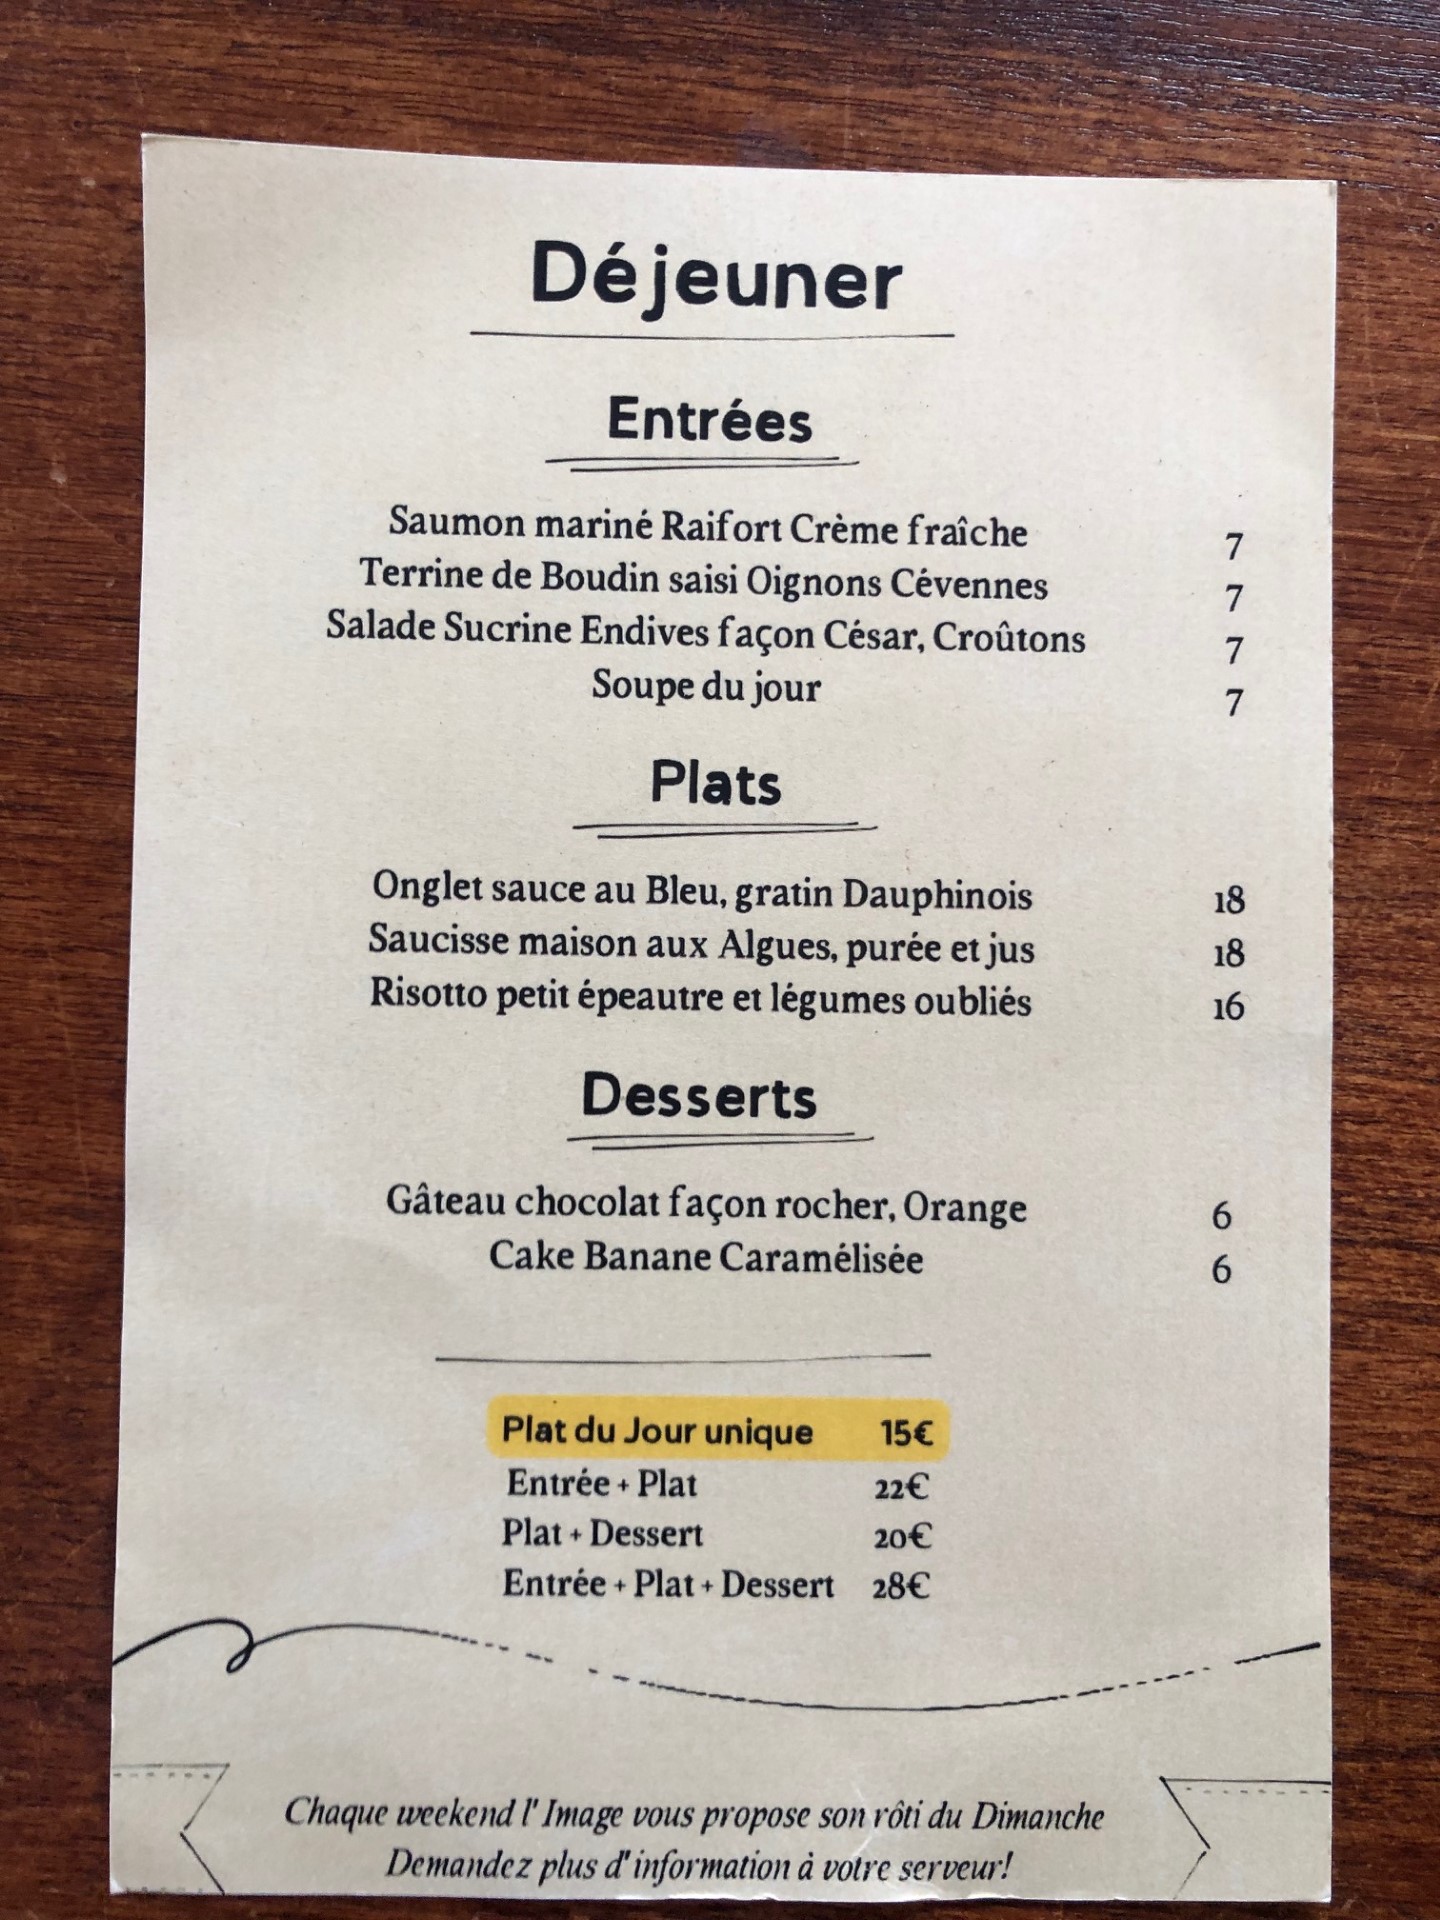 Déjeuner
Entrées
Saumon mariné Raifort Crème fraîche 7
Terrine de Boudin saisi Oignons Cévennes 7
Salade Sucrine Endives façon César, Croûtons 7
Soupe du jour 7
Plats
Onglet sauce au Bleu, gratin Dauphinois 18
Saucisse maison aux Algues, purée et jus 18
Risotto petit épeautre et légumes oubliés 16
Desserts
Gâteau chocolat façon rocher, Orange 6
Cake Banane Caramélisée 6
Plat du Jour unique 15€
Entrée + Plat 22€
Plat + Dessert 20€
Entrée + Plat + Dessert 28€
Chaque weekend l'Image vous propose son rôti du Dimanche
Demandez plus d'information à votre serveur!